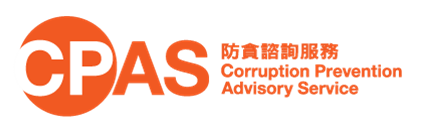 CPAS
防貪諮詢服務
Corruption Prevention
Advisory Service